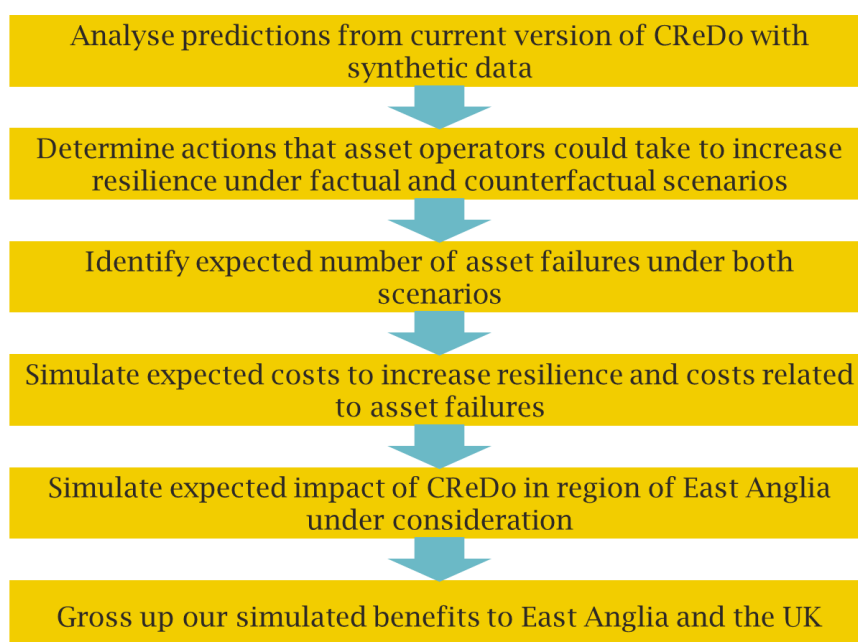 Analyse predictions from current version of CReDo with
synthetic data
Determine actions that asset operators could take to increase
resilience under factual and counterfactual scenarios
Identify expected number of asset failures under both
scenarios
Simulate expected costs to increase resilience and costs related
to asset failures
Simulate expected impact of CReDo in region of East Anglia
under consideration
Gross up our simulated benefits to East Anglia and the UK